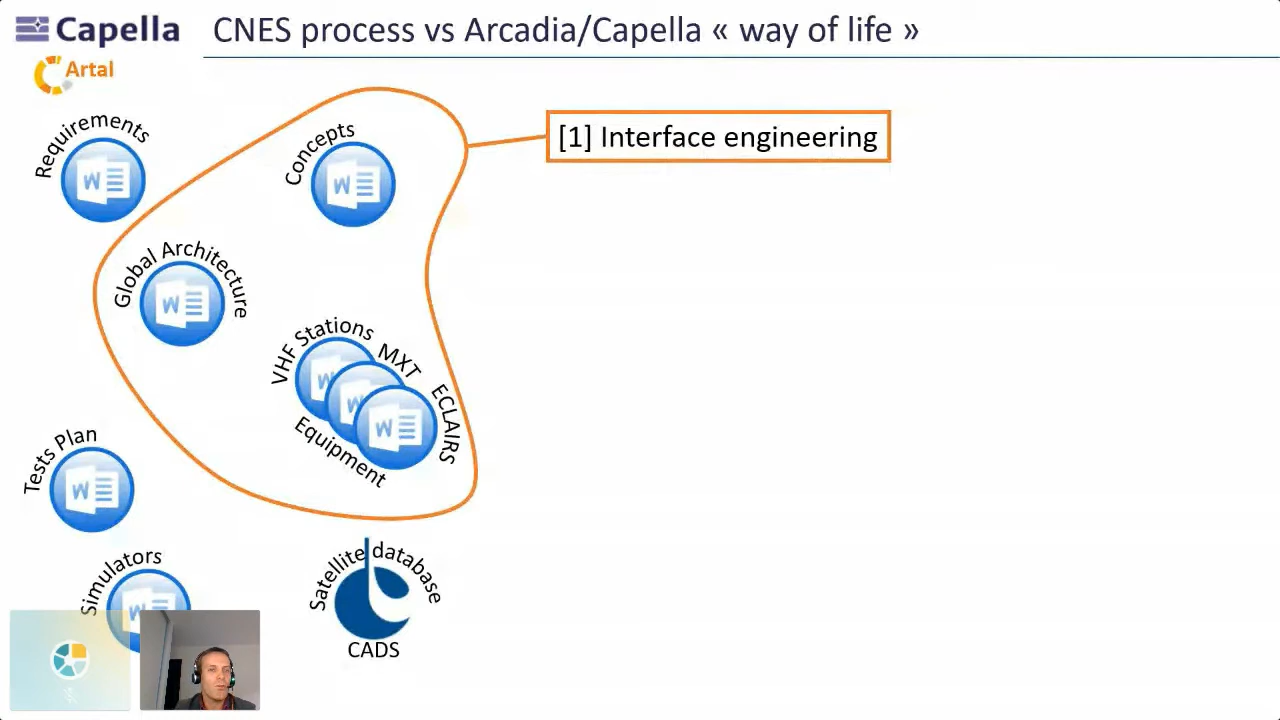 Capella
CNES process vs Arcadia/Capella « way of life »
Artal
Requirements
Concepts
[1] Interface engineering
Global Architecture
VHF Stations
MXT
ECLAIRS
Equipment
Tests Plan
Simulators
Satellite database
CADS